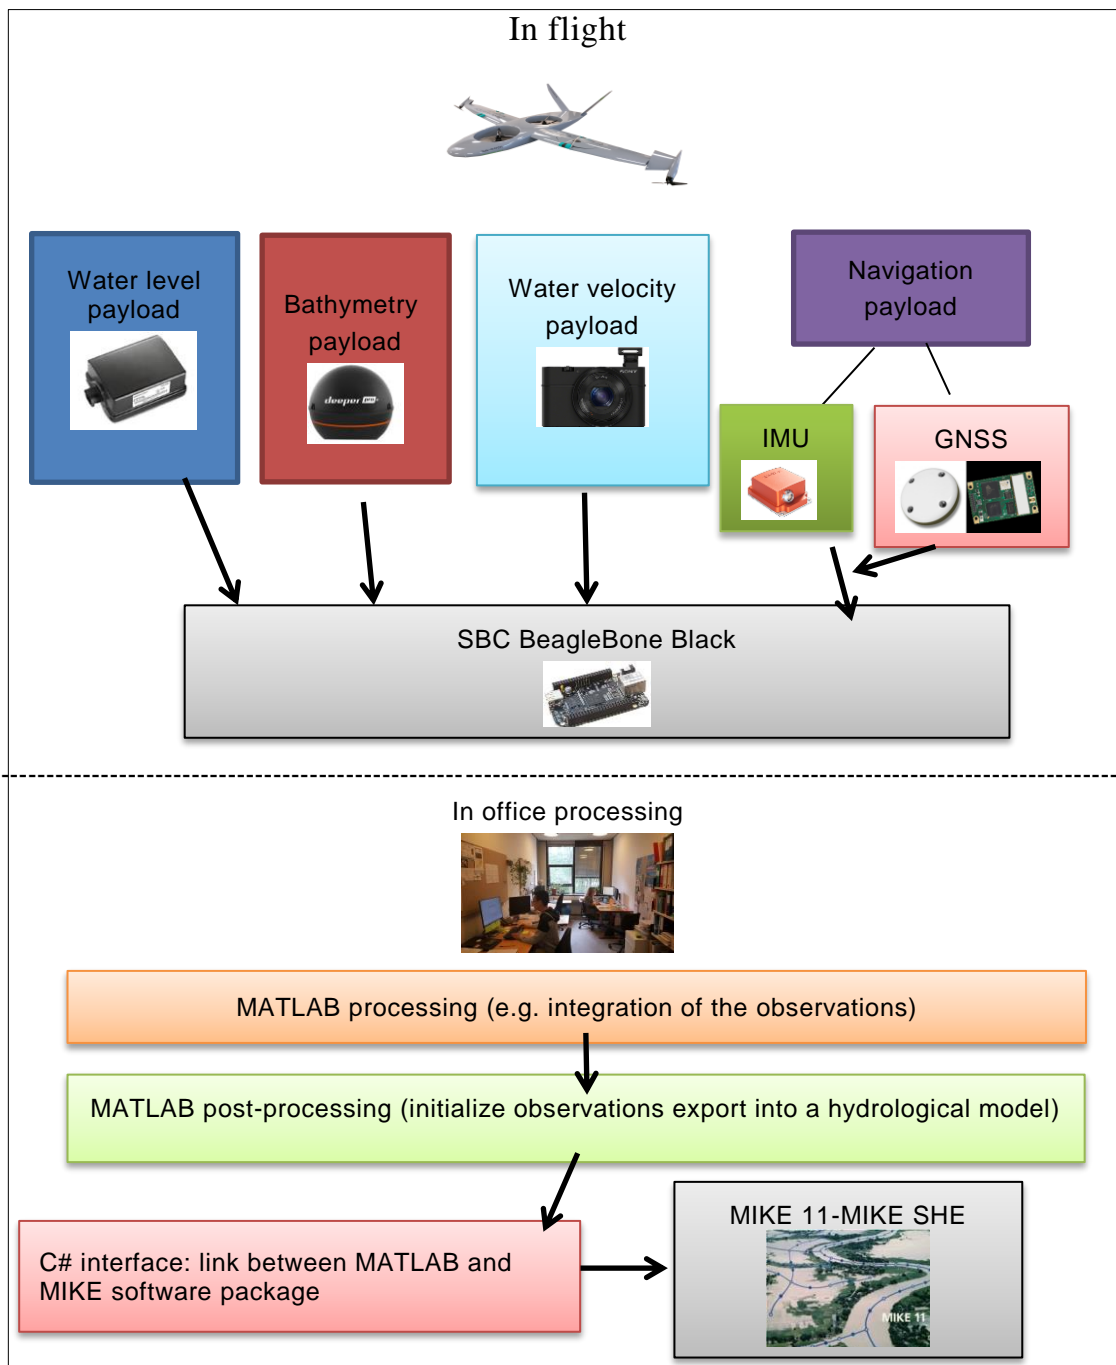 In flight
Water level
payload
Bathymetry
payload
deeper
Water velocity
payload
SONY
Navigation
payload
IMU
GNSS
SBC BeagleBone Black
In office processing
MATLAB processing (e.g. integration of the observations)
MATLAB post-processing (initialize observations export into a hydrological model)
C# interface: link between MATLAB and
MIKE software package
MIKE 11-MIKE SHE
MIKE 11